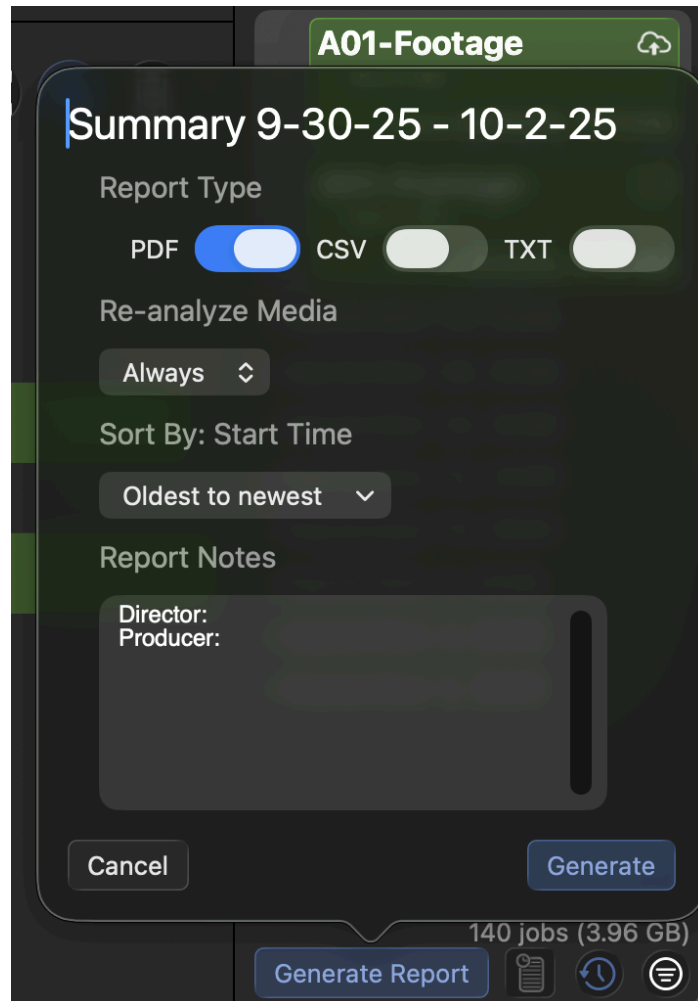 A01-Footage
Summary 9-30-25 - 10-2-25
Report Type
PDF CSV TXT
Re-analyze Media
Always
Sort By: Start Time
Oldest to newest
Report Notes
Director:
Producer:
Cancel Generate
140 jobs (3.96 GB)
Generate Report